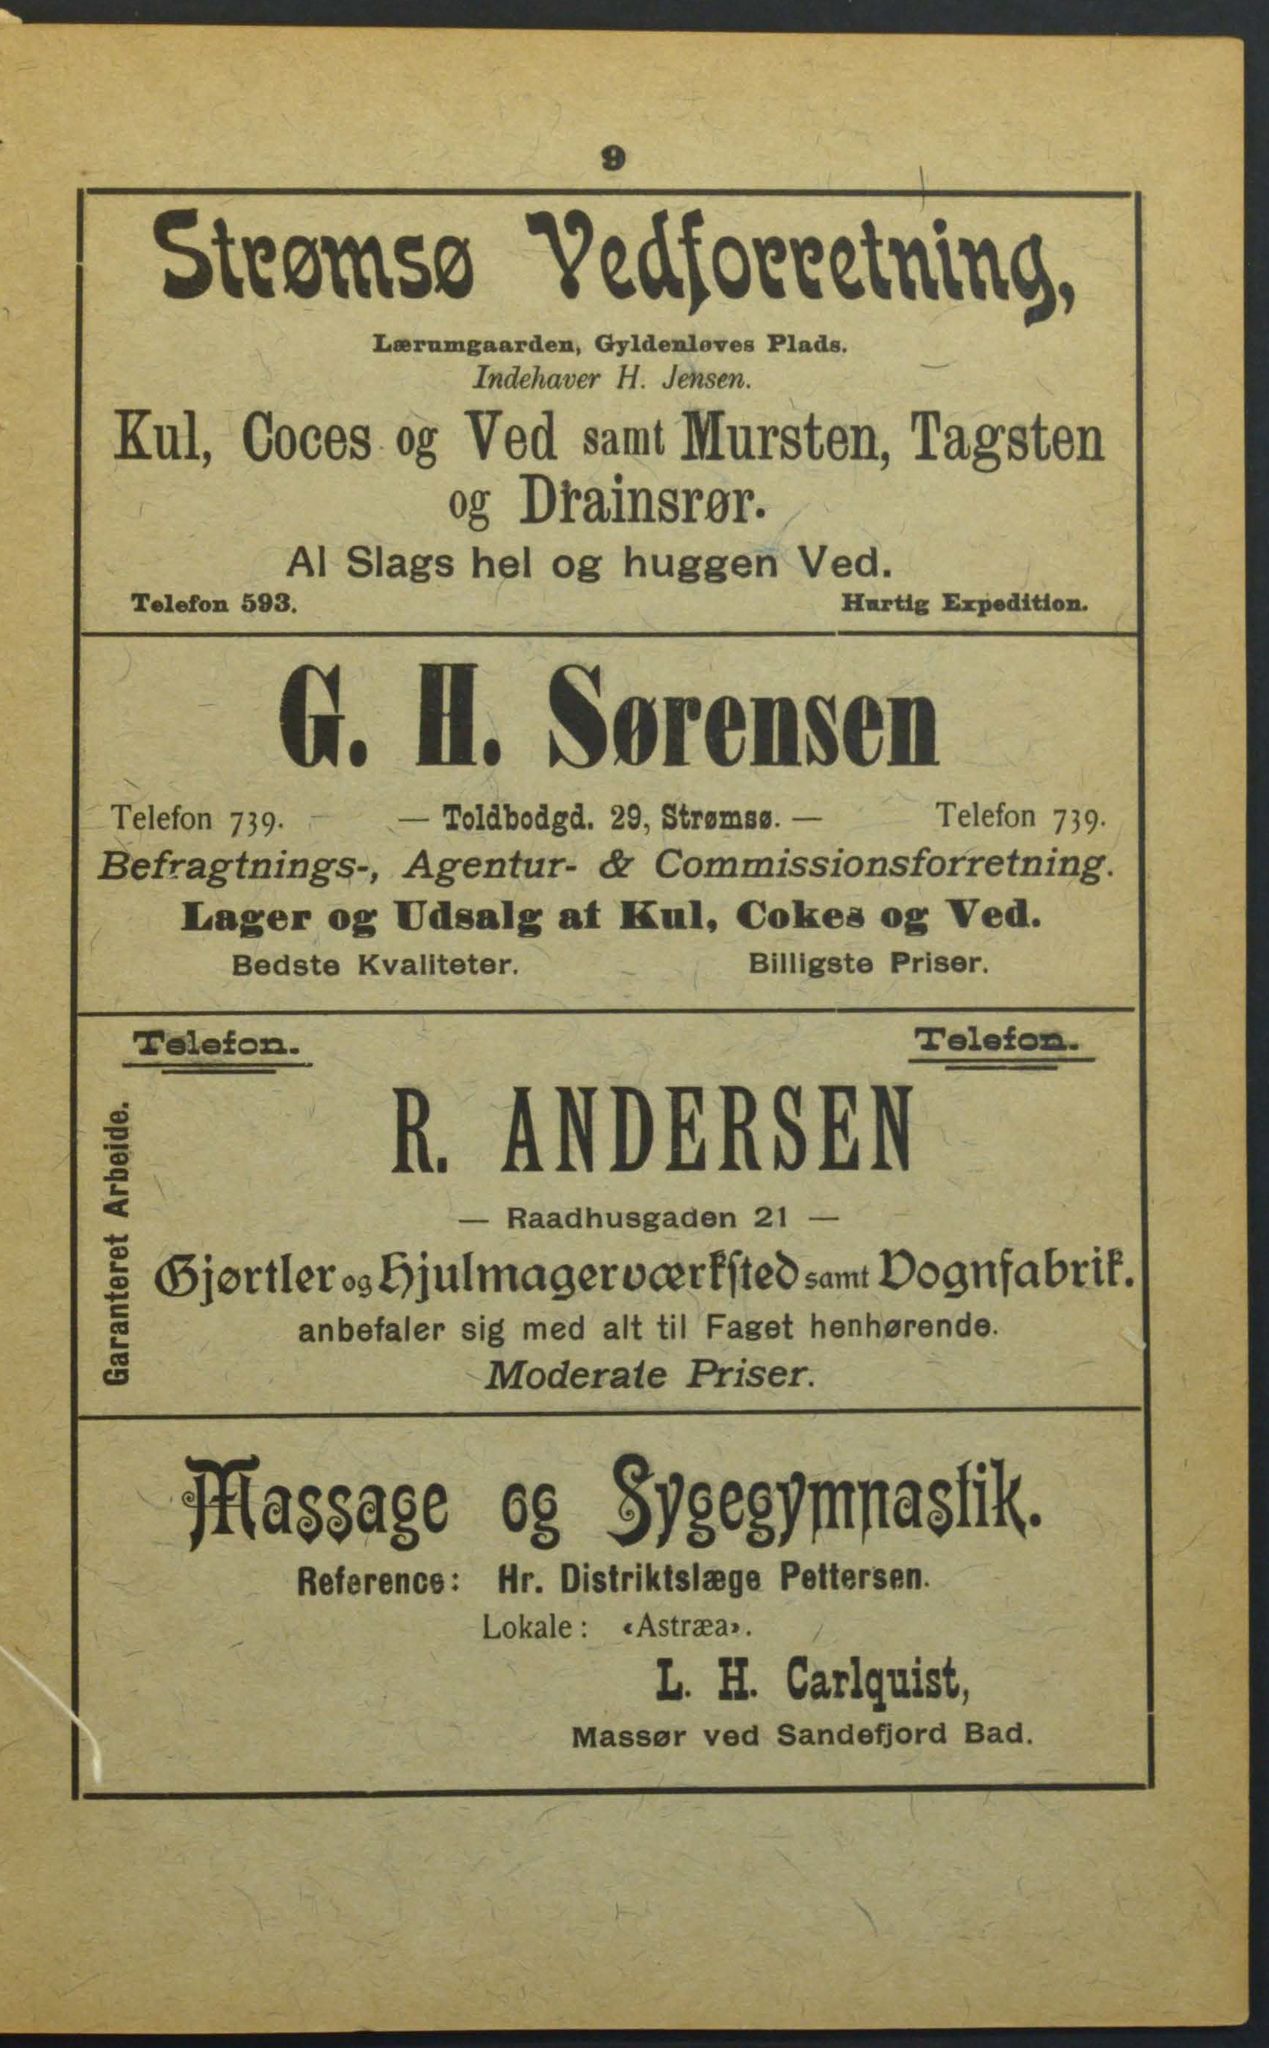 9
Strømsø Vedforretning,
Lærumgaarden, Gyldenløves Plads.
Indehaver H. Jensen.
Kul, Coces og Ved samt Mursten, Tagsten
og Drainsrør.
Al Slags hel og huggen Ved.
Telefon 593. Hurtig Expedition.
G. H. Sørensen
Telefon 739. — Toldbodgd. 29, Strømsø. — Telefon 739.
Befragtnings-, Agentur- & Commissionsforretning.
Lager og Udsalg af Kul, Cokes og Ved.
Bedste Kvaliteter. Billigste Priser.
Telefon. Telefon.
Garanteret Arbeide.
R. ANDERSEN
— Raadhusgaden 21 —
Gjørtler og Hjulmagerværksted samt Vognfabrik.
anbefaler sig med alt til Faget henhørende.
Moderate Priser.
Massage og Sygegymnastik.
Reference: Hr. Distriktslæge Pettersen.
Lokale: «Astræa».
L. H. Carlquist,
Massør ved Sandefjord Bad.